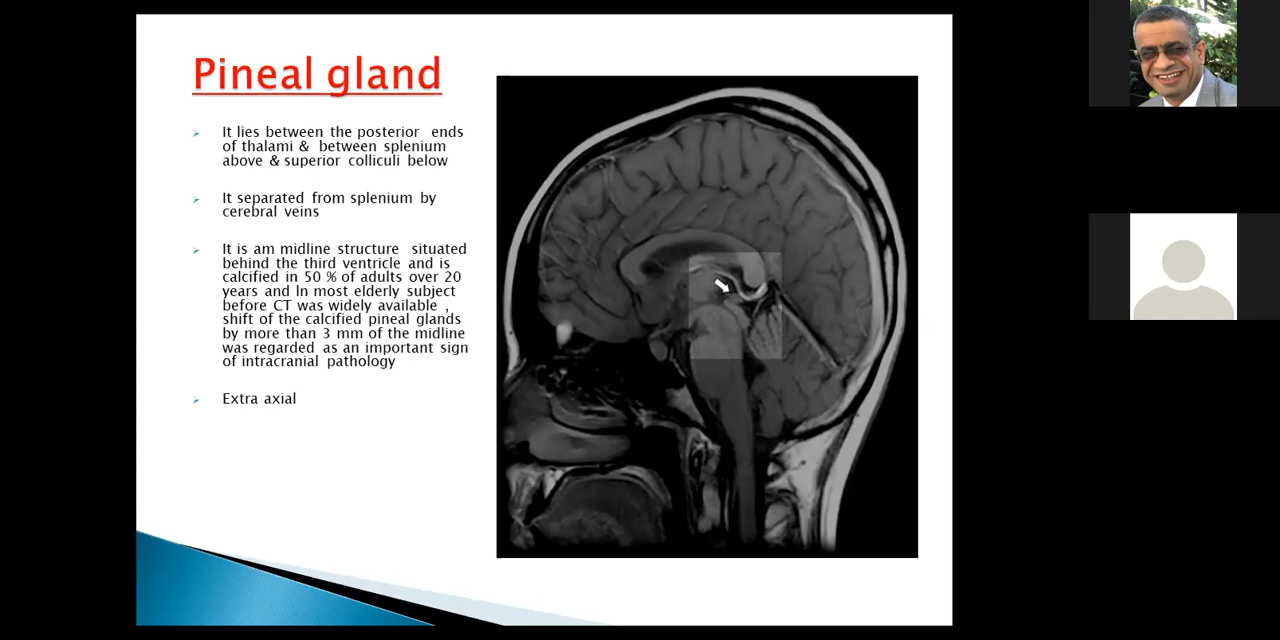 Pineal gland
It lies between the posterior ends
of thalami & between splenium
above & superior colliculi below
It separated from splenium by
cerebral veins
It is am midline structure situated
behind the third ventricle and is
calcified in 50 % of adults over 20
years and In most elderly subject
before CT was widely available ,
shift of the calcified pineal glands
by more than 3 mm of the midline
was regarded as an important sign
of intracranial pathology
Extra axial